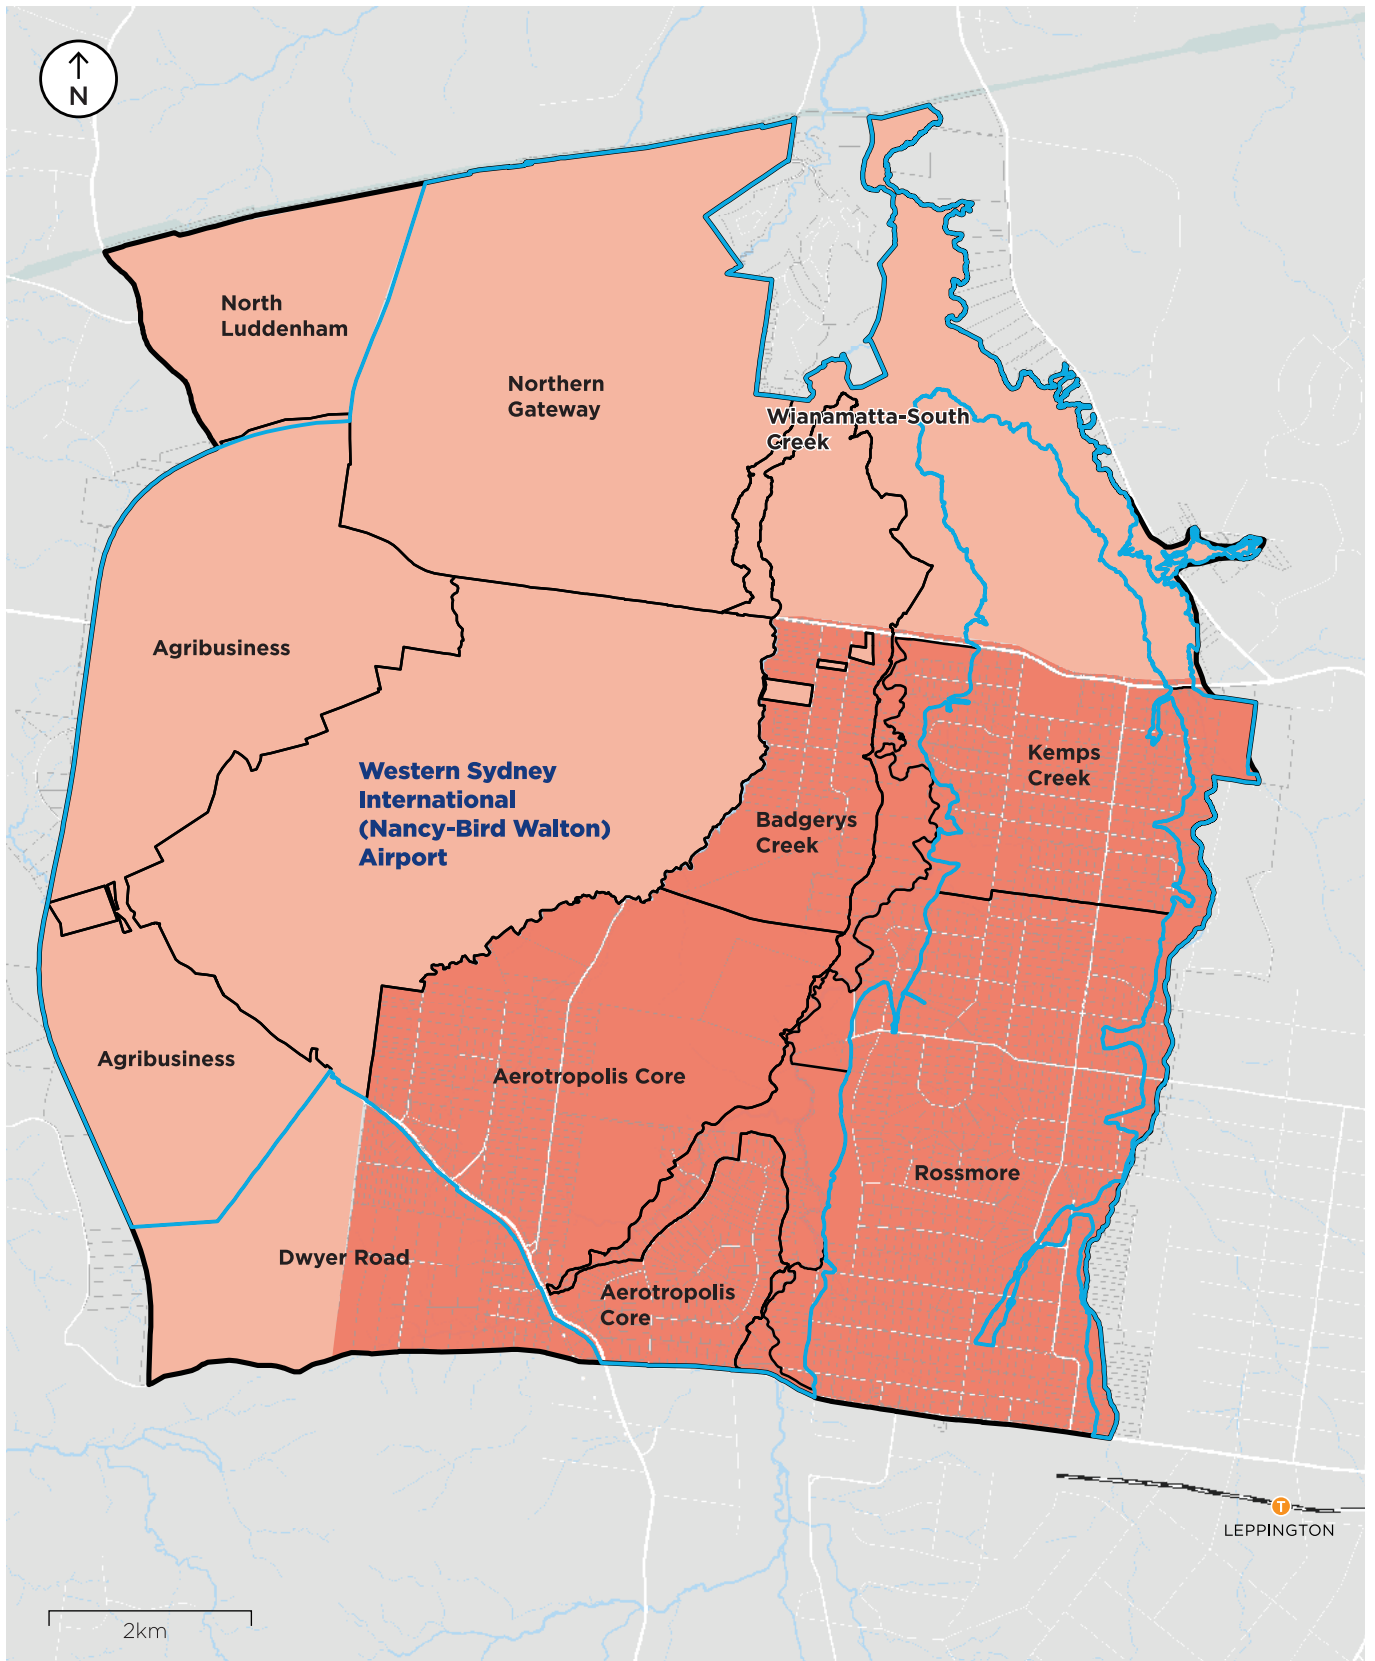 N
North
Luddenham
Northern
Gateway
Wianamatta-South
Creek
Agribusiness
Western Sydney
International
(Nancy-Bird Walton)
Airport
Kemps
Creek
Badgerys
Creek
Agribusiness
Aerotropolis Core
Rossmore
Dwyer Road
Aerotropolis
Core
T
LEPPINGTON
2km